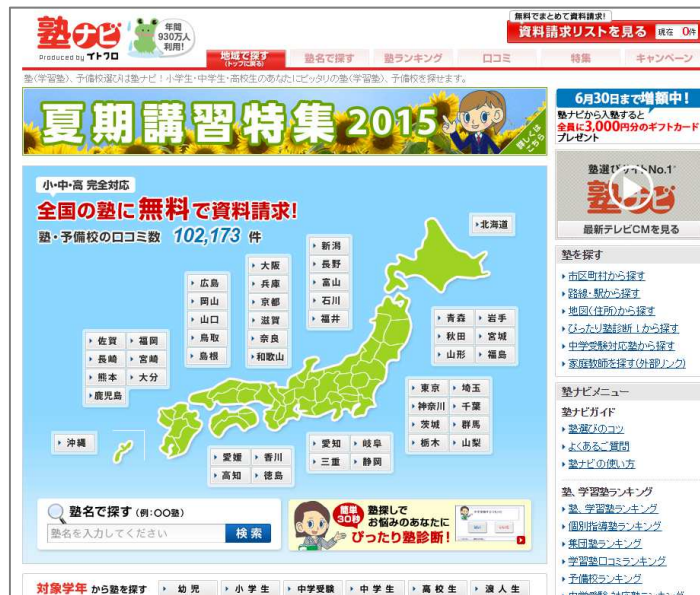 塾ナビ
Produced by イトクロ
年間
930万人
利用!
無料でまとめて資料請求!
資料請求リストを見る 現在 0件
地域で探す
(トップに戻る)
塾名で探す
塾ランキング
口コミ
特集
キャンペーン
塾(学習塾)、予備校選びは塾ナビ!小学生・中学生・高校生のあなたにピッタリの塾(学習塾)、予備校を探せます。
夏期講習特集 2015
詳しくは
こちら
6月30日まで増額中!
塾ナビから入塾すると
全員に3,000円分のギフトカード
プレゼント
塾選びサイトNo.1
塾ナビ
最新テレビCMを見る
小・中・高 完全対応
全国の塾に無料で資料請求!
塾・予備校の口コミ数 102,173 件
北海道
新潟
長野
富山
石川
福井
大阪
兵庫
京都
滋賀
奈良
和歌山
広島
岡山
山口
鳥取
島根
青森 岩手
秋田 宮城
山形 福島
佐賀 福岡
長崎 宮崎
熊本 大分
鹿児島
東京 埼玉
神奈川 千葉
茨城 群馬
栃木 山梨
沖縄
愛知 岐阜
三重 静岡
愛媛 香川
高知 徳島
塾名で探す (例:○○塾)
塾名を入力してください
検索
簡単
30秒
塾探しで
お悩みのあなたに
ぴったり塾診断!
対象学年 から塾を探す
幼児
小学生
中学受験
中学生
高校生
浪人生
塾を探す
市区町村から探す
路線・駅から探す
地図(住所)から探す
ぴったり塾診断!から探す
中学受験対応塾から探す
家庭教師を探す(外部リンク)
塾ナビメニュー
塾ナビガイド
塾選びのコツ
よくあるご質問
塾ナビの使い方
塾、学習塾ランキング
塾、学習塾ランキング
個別指導塾ランキング
集団塾ランキング
学習塾口コミランキング
予備校ランキング